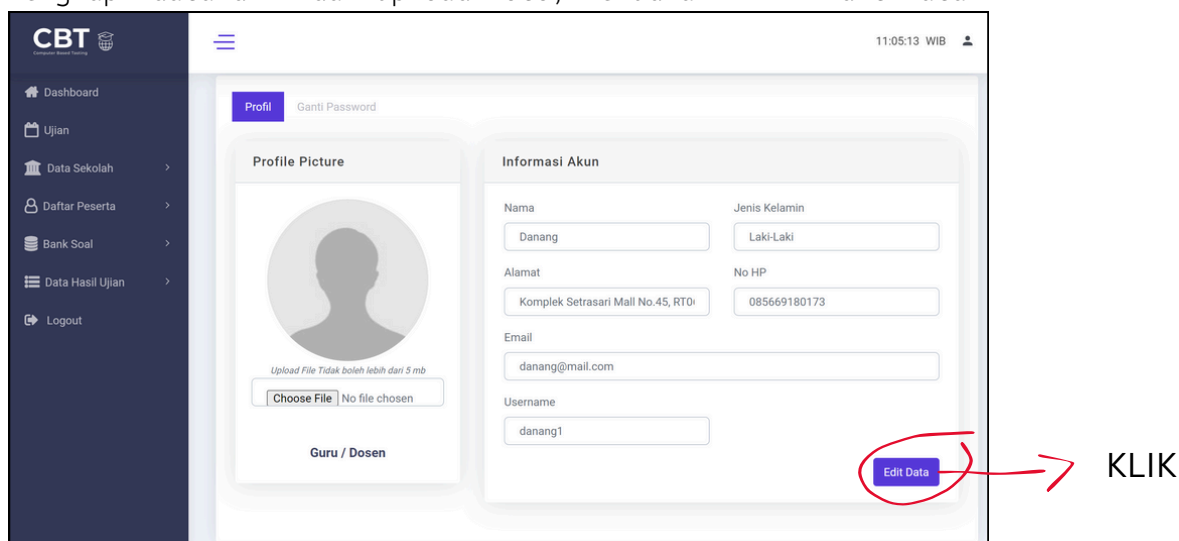 CBT
Computer Based Testing
11:05:13 WIB
Dashboard
Ujian
Data Sekolah
Daftar Peserta
Bank Soal
Data Hasil Ujian
Logout
Profil
Ganti Password
Profile Picture
Upload File Tidak boleh lebih dari 5 mb
Choose File No file chosen
Guru / Dosen
Informasi Akun
Nama
Jenis Kelamin
Danang
Laki-Laki
Alamat
No HP
Komplek Setrasari Mall No.45, RT0
085669180173
Email
danang@mail.com
Username
danang1
Edit Data
KLIK